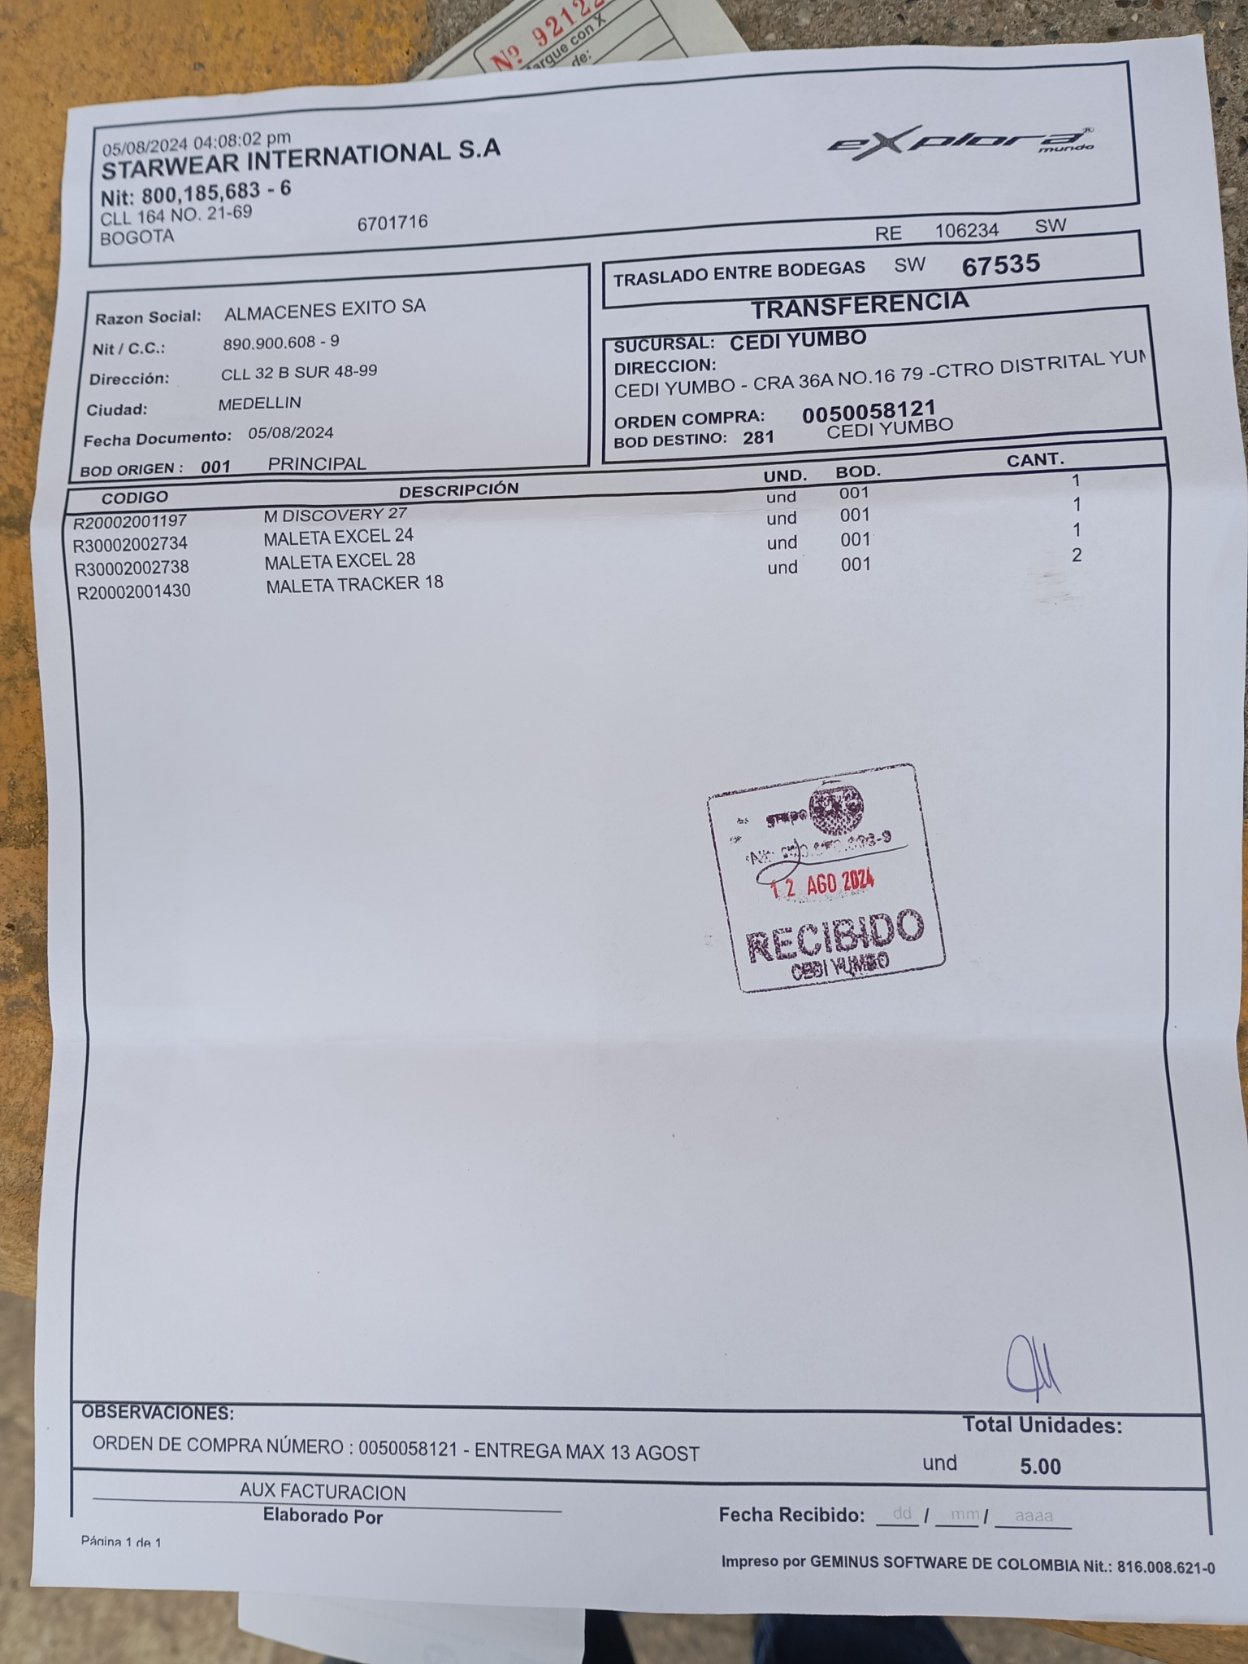 Nº 92122
arque con X
de:
05/08/2024 04:08:02 pm
STARWEAR INTERNATIONAL S.A
Nit: 800,185,683 - 6
CLL 164 NO. 21-69
BOGOTA 6701716
explora®
mundo
RE 106234 SW
TRASLADO ENTRE BODEGAS SW 67535
TRANSFERENCIA
Razon Social: ALMACENES EXITO SA
Nit / C.C.: 890.900.608 - 9
Dirección: CLL 32 B SUR 48-99
Ciudad: MEDELLIN
Fecha Documento: 05/08/2024
BOD ORIGEN : 001 PRINCIPAL
SUCURSAL: CEDI YUMBO
DIRECCION:
CEDI YUMBO - CRA 36A NO.16 79 -CTRO DISTRITAL YUM
ORDEN COMPRA: 0050058121
BOD DESTINO: 281 CEDI YUMBO
CODIGO DESCRIPCIÓN UND. BOD. CANT.
R20002001197 M DISCOVERY 27 und 001 1
R30002002734 MALETA EXCEL 24 und 001 1
R30002002738 MALETA EXCEL 28 und 001 1
R20002001430 MALETA TRACKER 18 und 001 2
12 AGO 2024
RECIBIDO
CEDI YUMBO
OBSERVACIONES:
ORDEN DE COMPRA NÚMERO : 0050058121 - ENTREGA MAX 13 AGOST
Total Unidades:
und 5.00
AUX FACTURACION
Elaborado Por
Fecha Recibido: dd / mm / aaaa
Página 1 de 1
Impreso por GEMINUS SOFTWARE DE COLOMBIA Nit.: 816.008.621-0